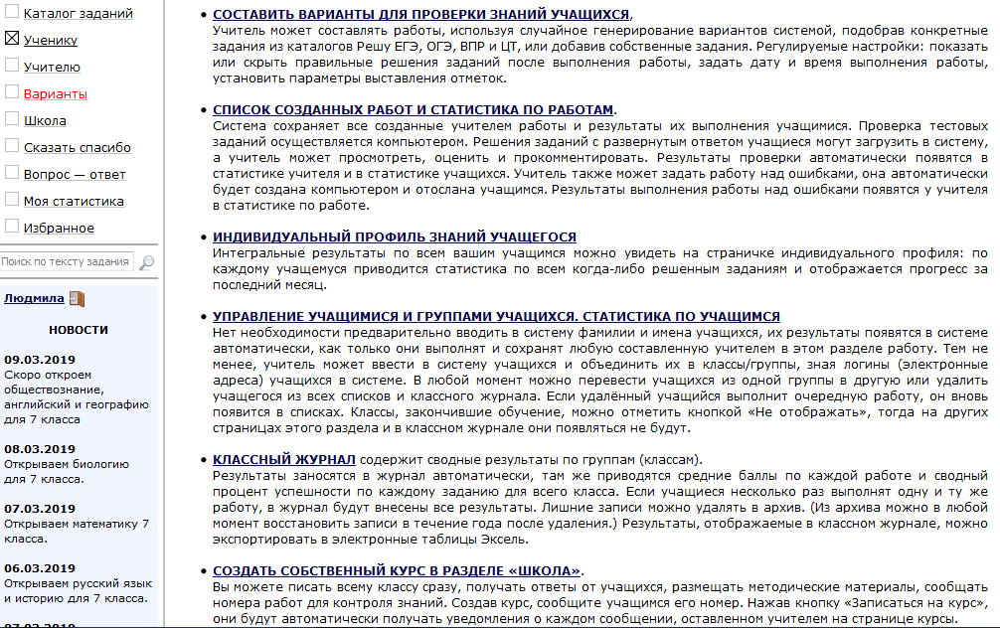 Каталог заданий
Ученику
Учителю
Варианты
Школа
Сказать спасибо
Вопрос — ответ
Моя статистика
Избранное
Поиск по тексту задания
Людмила
НОВОСТИ
09.03.2019
Скоро откроем
обществознание,
английский и географию
для 7 класса
08.03.2019
Открываем биологию
для 7 класса.
07.03.2019
Открываем математику 7
класса.
06.03.2019
Открываем русский язык
и историю для 7 класса.
• СОСТАВИТЬ ВАРИАНТЫ ДЛЯ ПРОВЕРКИ ЗНАНИЙ УЧАЩИХСЯ,
Учитель может составлять работы, используя случайное генерирование вариантов системой, подобрав конкретные
задания из каталогов Решу ЕГЭ, ОГЭ, ВПР и ЦТ, или добавив собственные задания. Регулируемые настройки: показать
или скрыть правильные решения заданий после выполнения работы, задать дату и время выполнения работы,
установить параметры выставления отметок.
• СПИСОК СОЗДАННЫХ РАБОТ И СТАТИСТИКА ПО РАБОТАМ.
Система сохраняет все созданные учителем работы и результаты их выполнения учащимися. Проверка тестовых
заданий осуществляется компьютером. Решения заданий с развернутым ответом учащиеся могут загрузить в систему,
а учитель может просмотреть, оценить и прокомментировать. Результаты проверки автоматически появятся в
статистике учителя и в статистике учащихся. Учитель также может задать работу над ошибками, она автоматически
будет создана компьютером и отослана учащимся. Результаты выполнения работы над ошибками появятся у учителя
в статистике по работе.
• ИНДИВИДУАЛЬНЫЙ ПРОФИЛЬ ЗНАНИЙ УЧАЩЕГОСЯ
Интегральные результаты по всем вашим учащимся можно увидеть на страничке индивидуального профиля: по
каждому учащемуся приводится статистика по всем когда-либо решенным заданиям и отображается прогресс за
последний месяц.
• УПРАВЛЕНИЕ УЧАЩИМИСЯ И ГРУППАМИ УЧАЩИХСЯ. СТАТИСТИКА ПО УЧАЩИМСЯ
Нет необходимости предварительно вводить в систему фамилии и имена учащихся, их результаты появятся в системе
автоматически, как только они выполнят и сохранят любую составленную учителем в этом разделе работу. Тем не
менее, учитель может ввести в систему учащихся и объединить их в классы/группы, зная логины (электронные
адреса) учащихся в системе. В любой момент можно перевести учащихся из одной группы в другую или удалить
учащегося из всех списков и классного журнала. Если удалённый учащийся выполнит очередную работу, он вновь
появится в списках. Классы, закончившие обучение, можно отметить кнопкой «Не отображать», тогда на других
страницах этого раздела и в классном журнале они появляться не будут.
• КЛАССНЫЙ ЖУРНАЛ содержит сводные результаты по группам (классам).
Результаты заносятся в журнал автоматически, там же приводятся средние баллы по каждой работе и сводный
процент успешности по каждому заданию для всего класса. Если учащиеся несколько раз выполнят одну и ту же
работу, в журнал будут внесены все результаты. Лишние записи можно удалять в архив. (Из архива можно в любой
момент восстановить записи в течение года после удаления.) Результаты, отображаемые в классном журнале, можно
экспортировать в электронные таблицы Эксель.
• СОЗДАТЬ СОБСТВЕННЫЙ КУРС В РАЗДЕЛЕ «ШКОЛА».
Вы можете писать всему классу сразу, получать ответы от учащихся, размещать методические материалы, сообщать
номера работ для контроля знаний. Создав курс, сообщите учащимся его номер. Нажав кнопку «Записаться на курс»,
они будут автоматически получать уведомления о каждом сообщении, оставленном учителем на странице курсы.